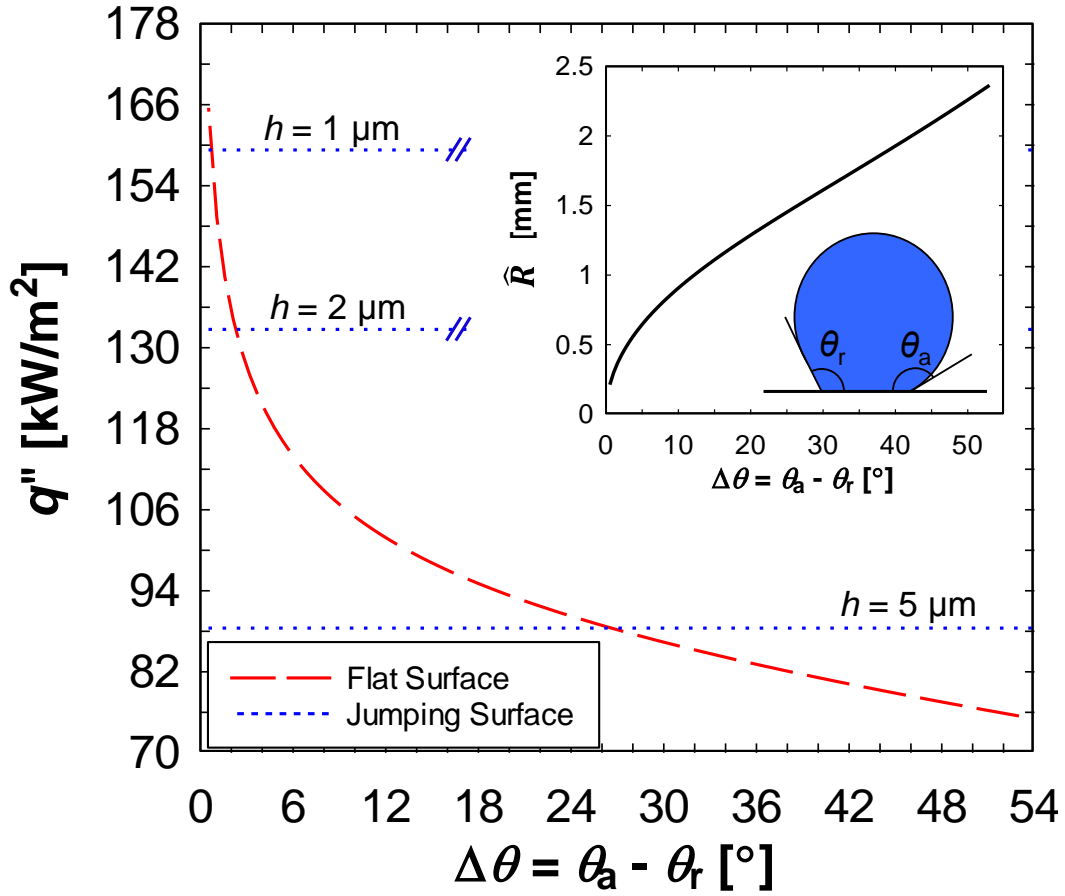 178
166
154
142
130
118
106
94
82
70
q" [kW/m²]
h = 1 µm
h = 2 µm
h = 5 µm
Flat Surface
Jumping Surface
0 6 12 18 24 30 36 42 48 54
Δθ = θa - θr [°]
2.5
2
1.5
1
0.5
0
R̂ [mm]
θr θa
0 10 20 30 40 50
Δθ = θa - θr [°]